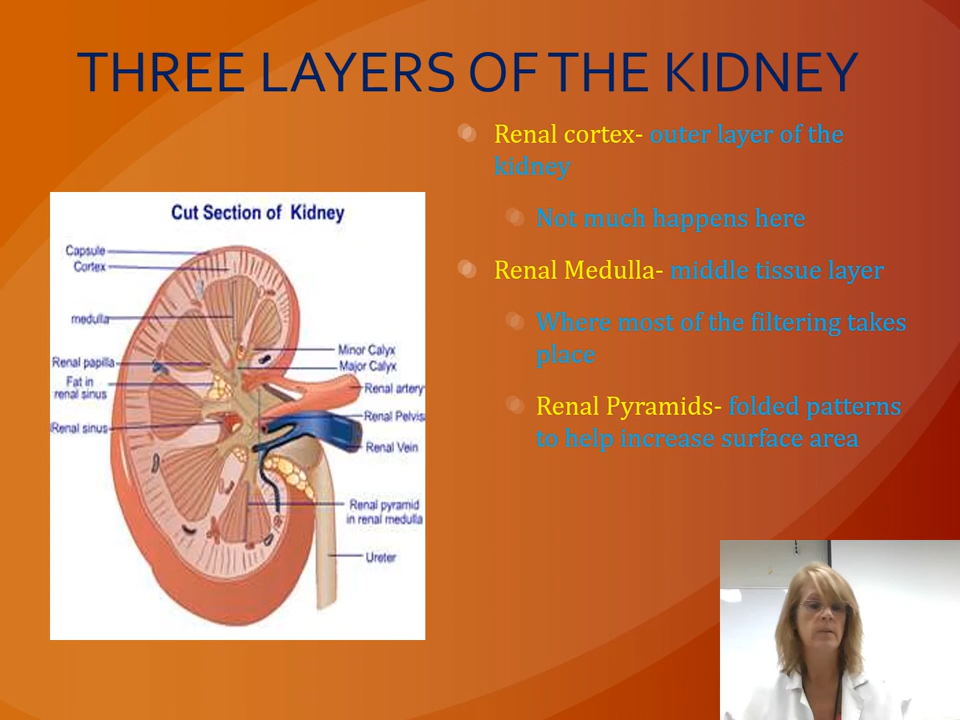 THREE LAYERS OF THE KIDNEY
Renal cortex- outer layer of the
kidney
Not much happens here
Renal Medulla- middle tissue layer
Where most of the filtering takes
place
Renal Pyramids- folded patterns
to help increase surface area
Cut Section of Kidney
Capsule
Cortex
medulla
Renal papilla
Fat in
renal sinus
Renal sinus
Minor Calyx
Major Calyx
Renal artery
Renal Pelvis
Renal Vein
Renal pyramid
in renal medulla
Ureter